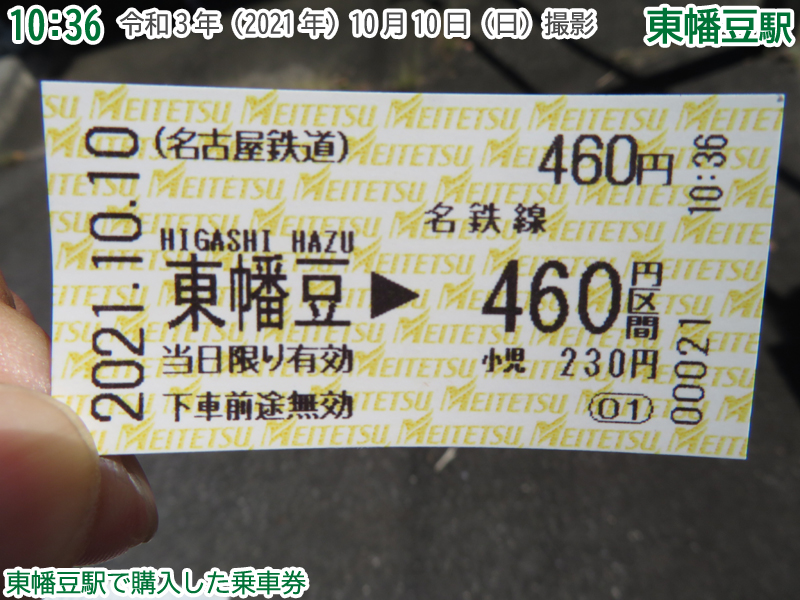 10:36 令和3年（2021年）10月10日（日）撮影 東幡豆駅
2021.10.10
(名古屋鉄道)
460円
10:36
名鉄線
HIGASHI HAZU
東幡豆▶460円区間
当日限り有効
小児 230円
下車前途無効
01
00021
MEITETSU
東幡豆駅で購入した乗車券